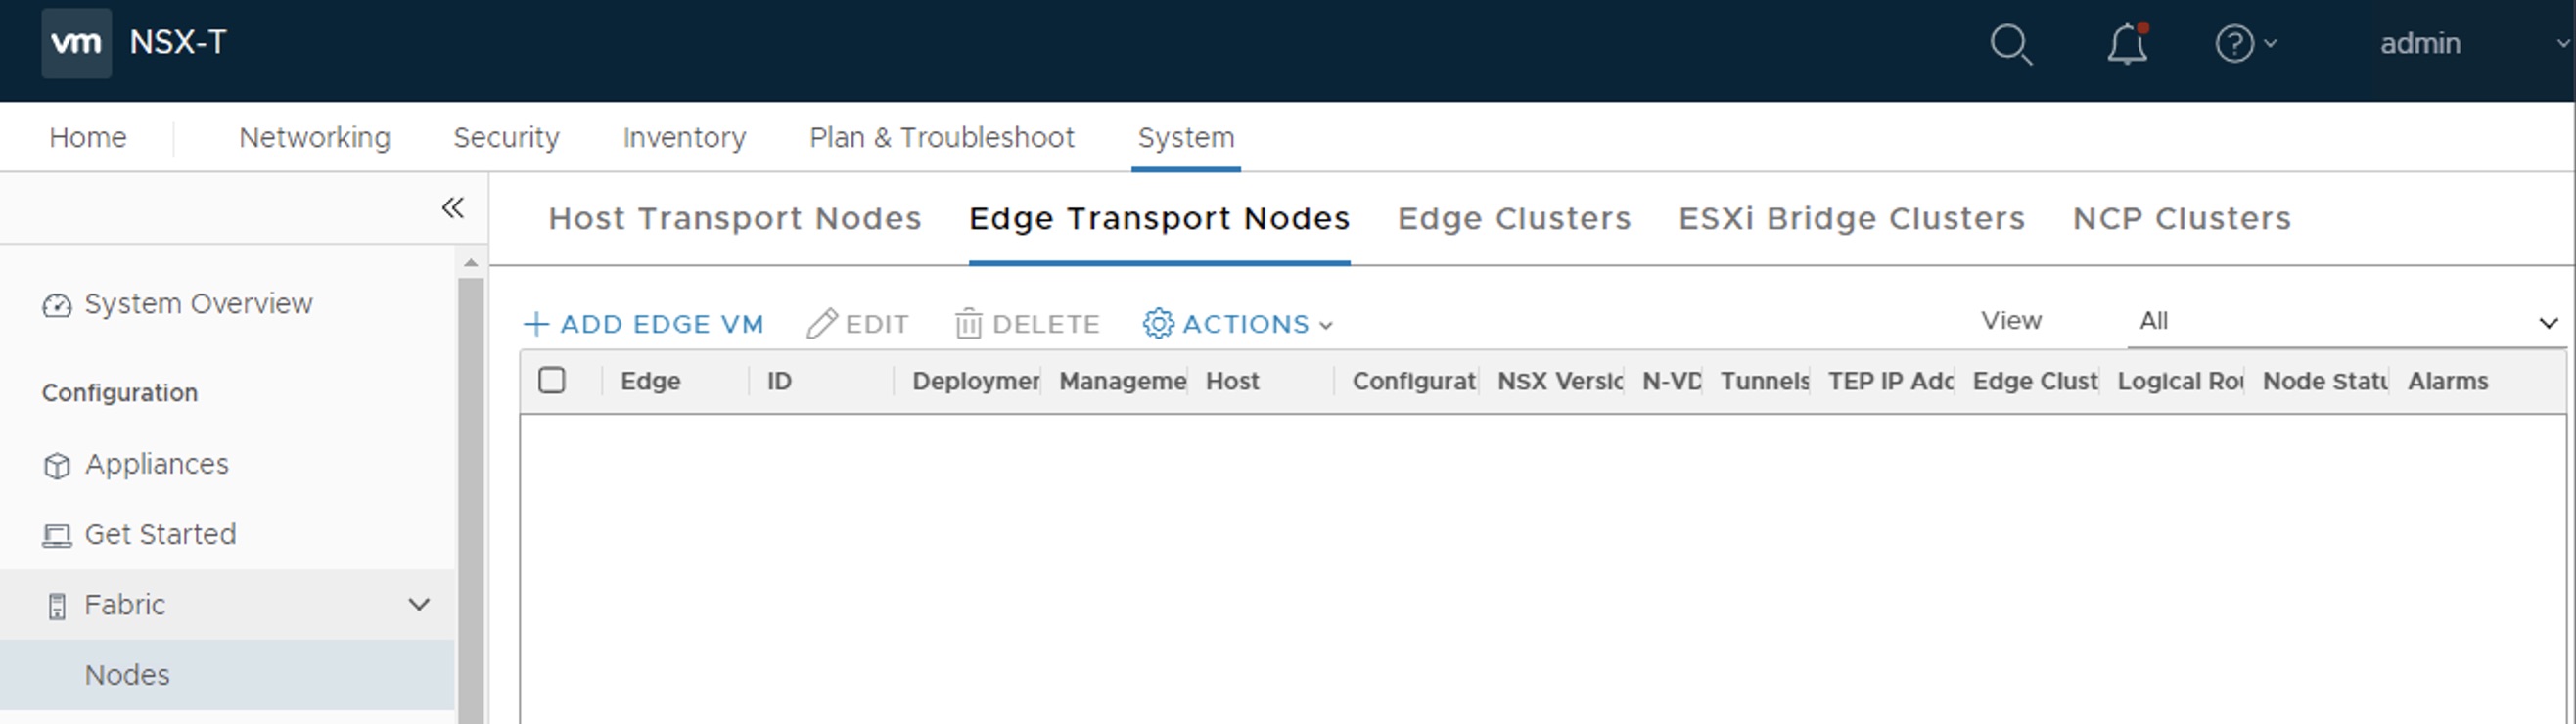 vm NSX-T
admin
Home Networking Security Inventory Plan & Troubleshoot System
Host Transport Nodes Edge Transport Nodes Edge Clusters ESXi Bridge Clusters NCP Clusters
System Overview
Configuration
Appliances
Get Started
Fabric
Nodes
+ ADD EDGE VM EDIT DELETE ACTIONS View All
Edge ID Deploymer Manageme Host Configurat NSX Versic N-VD Tunnels TEP IP Adc Edge Clust Logical Rou Node Statu Alarms